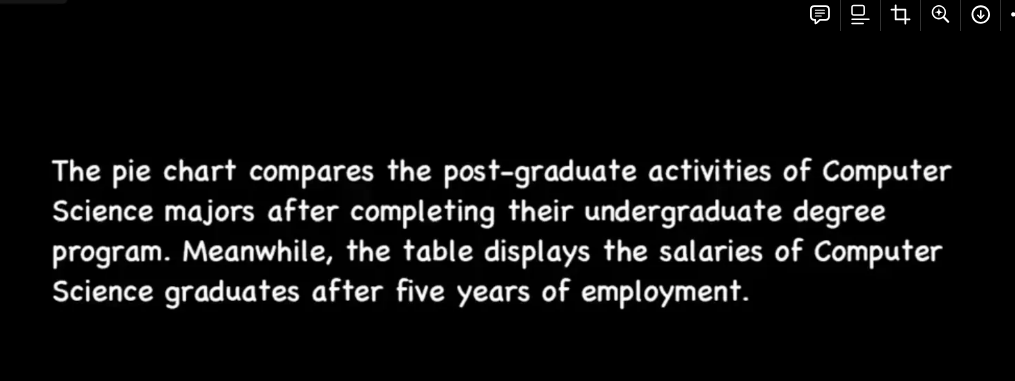 The pie chart compares the post-graduate activities of Computer
Science majors after completing their undergraduate degree
program. Meanwhile, the table displays the salaries of Computer
Science graduates after five years of employment.